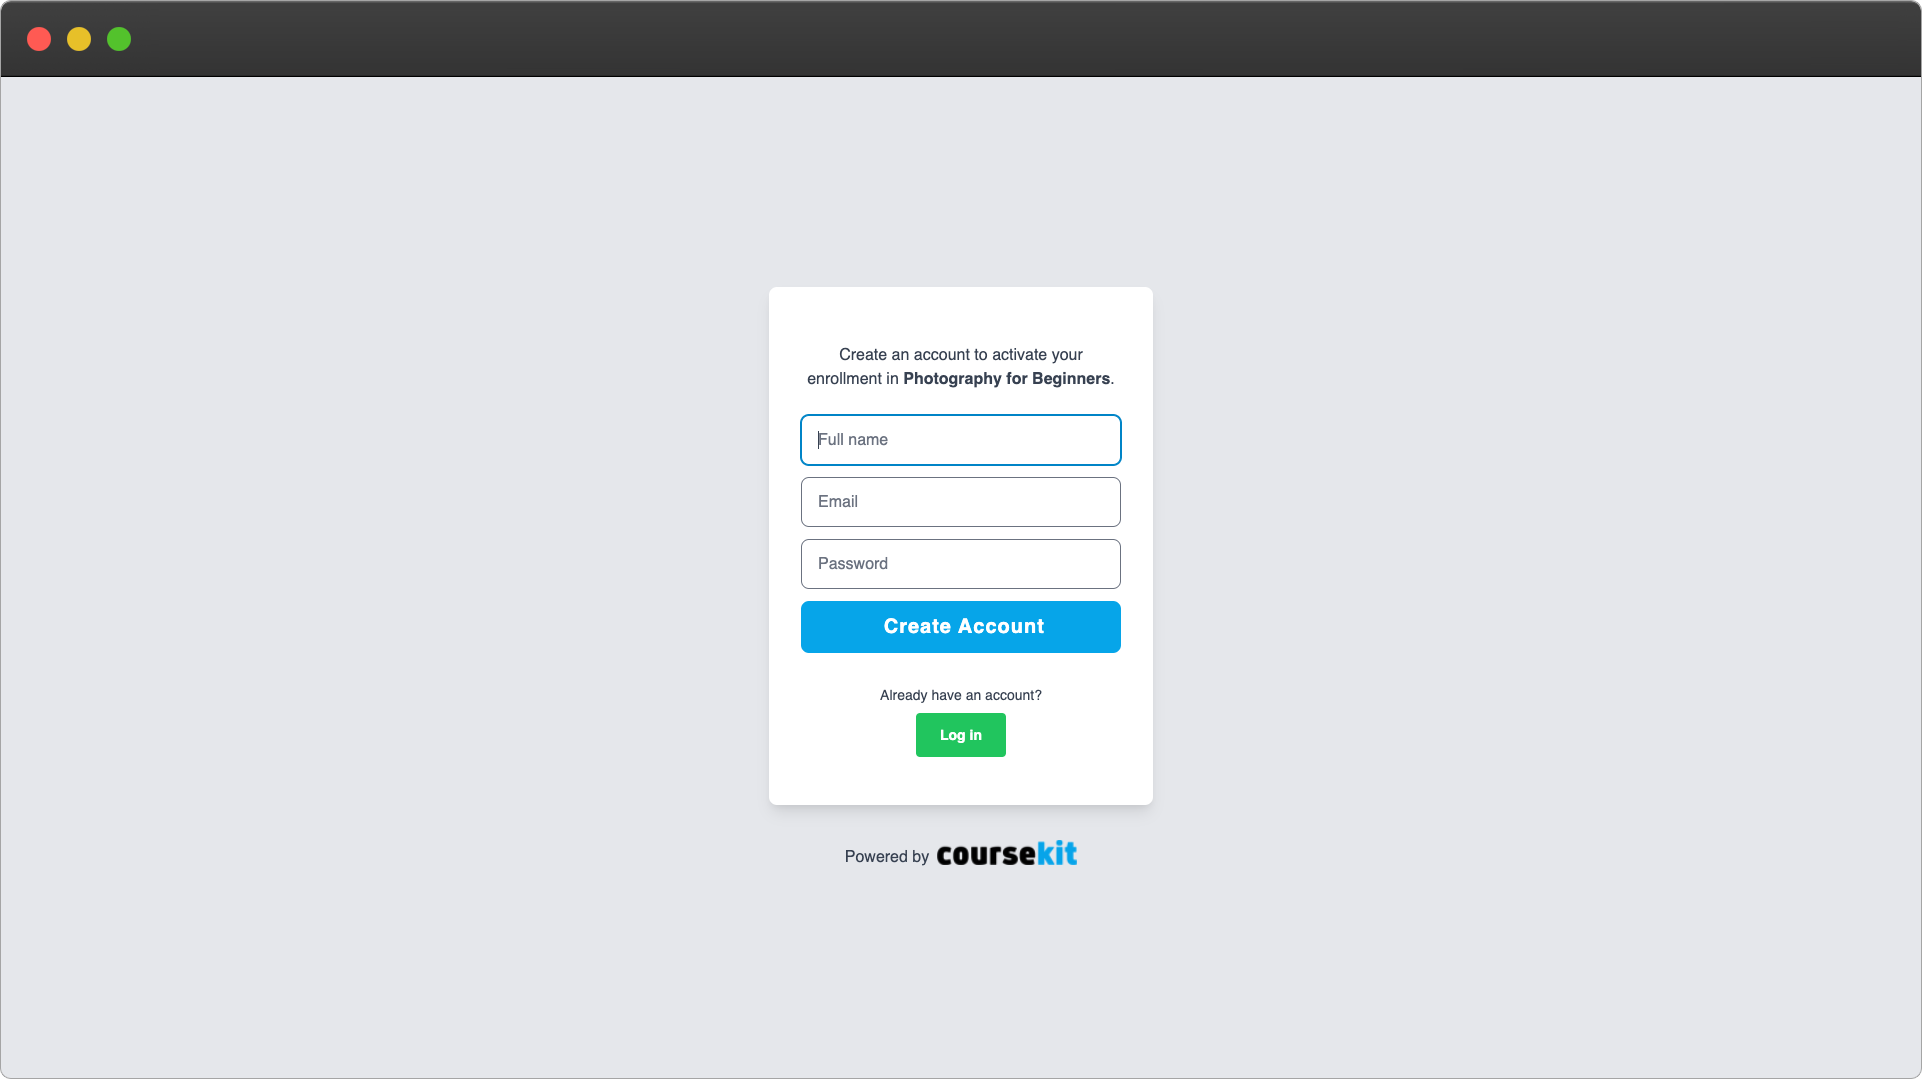 Create an account to activate your
enrollment in Photography for Beginners.
Full name
Email
Password
Create Account
Already have an account?
Log in
Powered by coursekit